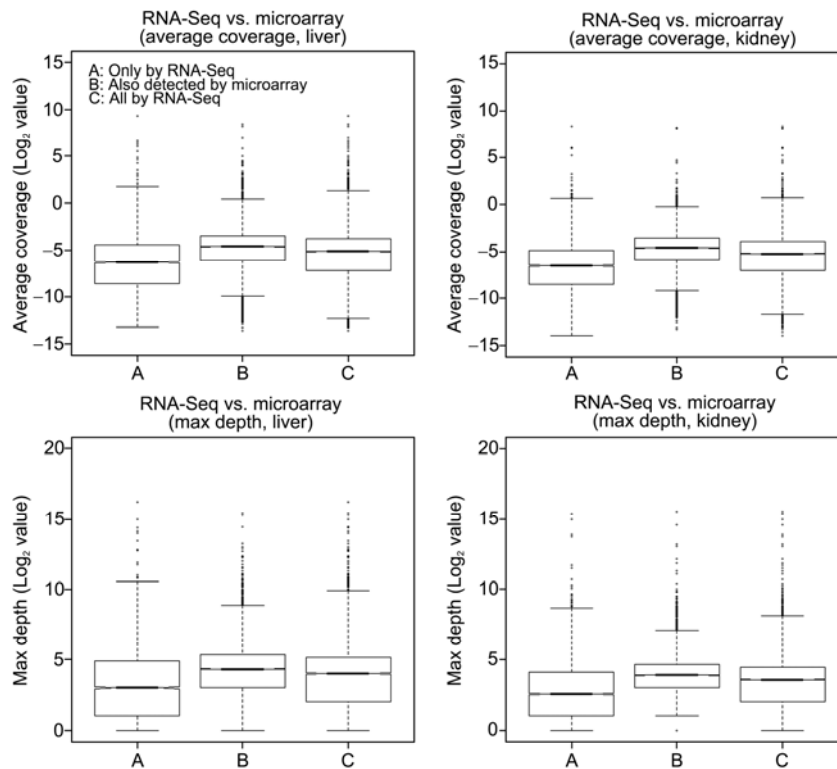 RNA-Seq vs. microarray
(average coverage, liver)
Average coverage (Log₂ value)
15
10
5
0
−5
−10
−15
A: Only by RNA-Seq
B: Also detected by microarray
C: All by RNA-Seq
A B C
RNA-Seq vs. microarray
(average coverage, kidney)
Average coverage (Log₂ value)
15
10
5
0
−5
−10
−15
A B C
RNA-Seq vs. microarray
(max depth, liver)
Max depth (Log₂ value)
20
15
10
5
0
A B C
RNA-Seq vs. microarray
(max depth, kidney)
Max depth (Log₂ value)
20
15
10
5
0
A B C